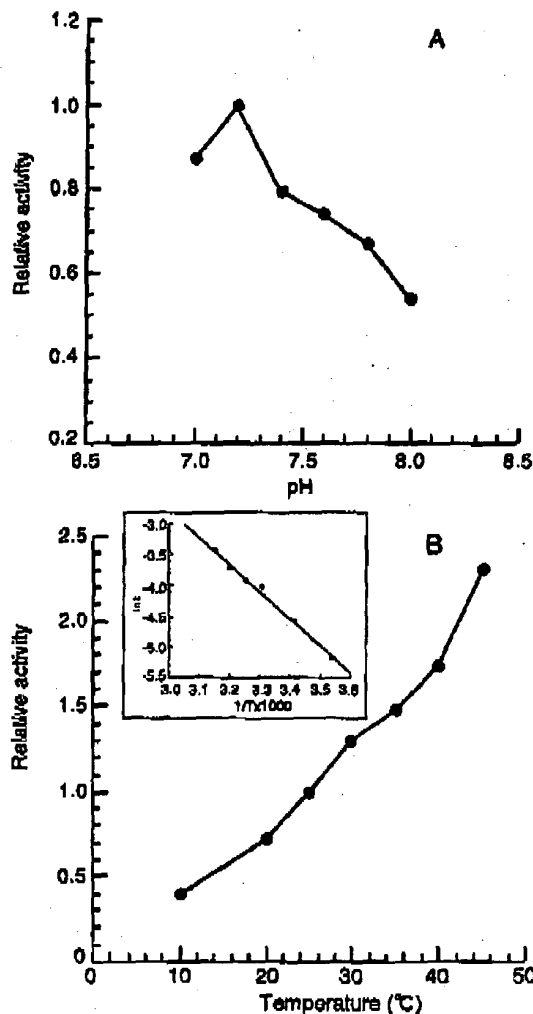 A
1.2
1.0
0.8
0.6
0.4
0.2
Relative activity
6.5 7.0 7.5 8.0 8.5
pH
B
2.5
2.0
1.5
1.0
0.5
0
Relative activity
-3.0
-3.5
-4.0
-4.5
-5.0
-5.5
ln k
3.0 3.1 3.2 3.3 3.4 3.5 3.6
1/Tx1000
0 10 20 30 40 50
Temperature (°C)